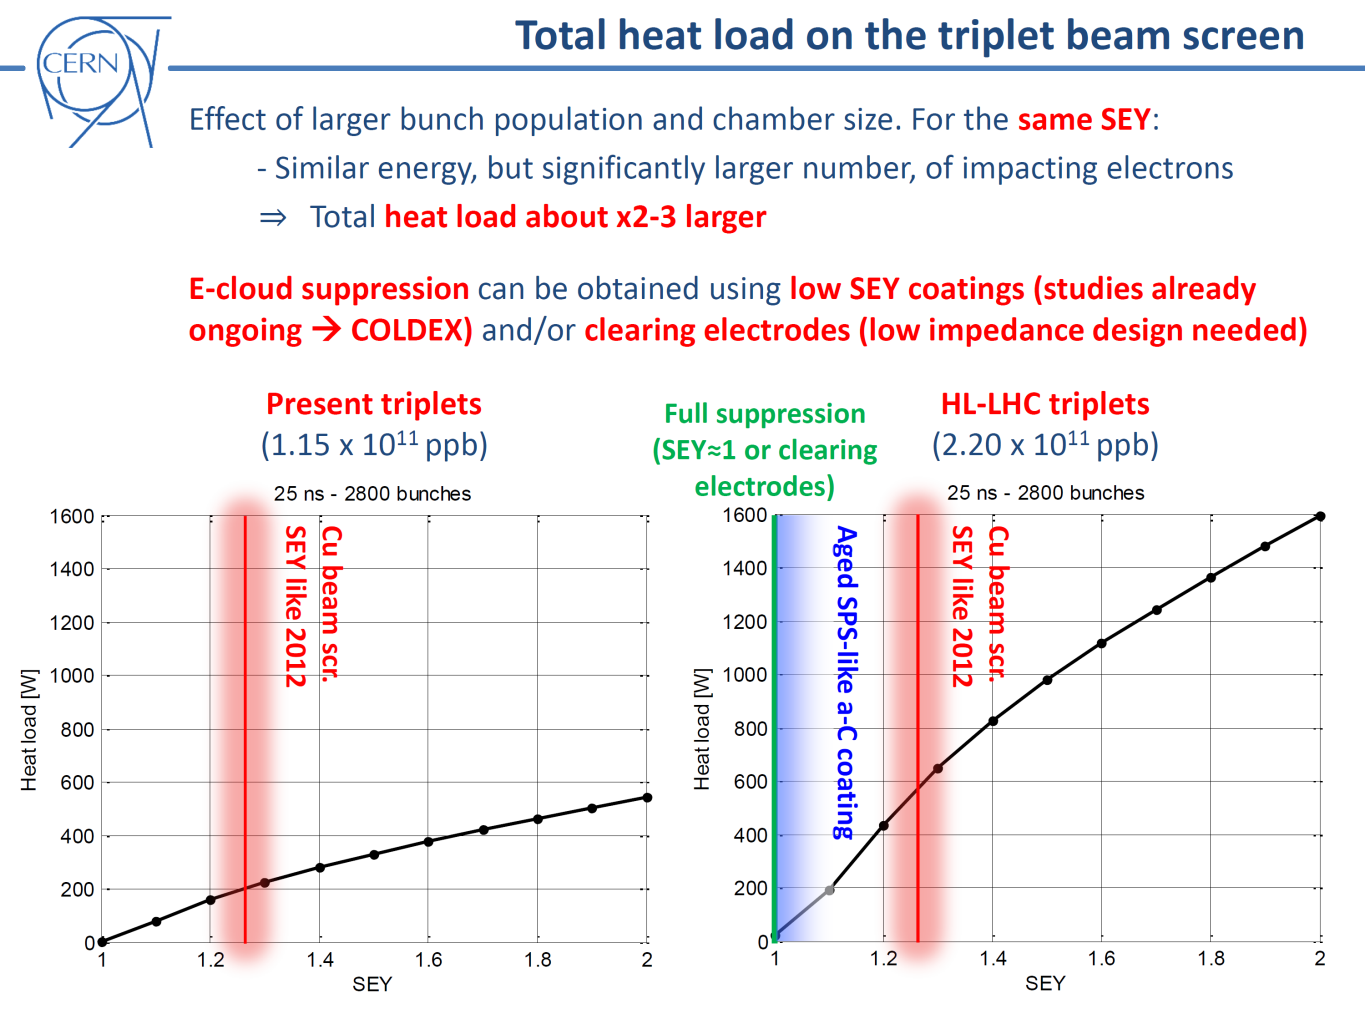 CERN
Total heat load on the triplet beam screen
Effect of larger bunch population and chamber size. For the same SEY:
- Similar energy, but significantly larger number, of impacting electrons
⇒ Total heat load about x2-3 larger
E-cloud suppression can be obtained using low SEY coatings (studies already
ongoing → COLDEX) and/or clearing electrodes (low impedance design needed)
Present triplets
(1.15 x 10¹¹ ppb)
Full suppression
(SEY≈1 or clearing
electrodes)
HL-LHC triplets
(2.20 x 10¹¹ ppb)
25 ns - 2800 bunches
1600
1400
1200
1000
800
600
400
200
0
Heat load [W]
Cu beam scr.
SEY like 2012
1 1.2 1.4 1.6 1.8 2
SEY
25 ns - 2800 bunches
1600
1400
1200
1000
800
600
400
200
0
Heat load [W]
Aged SPS-like a-C coating
Cu beam scr.
SEY like 2012
1 1.2 1.4 1.6 1.8 2
SEY